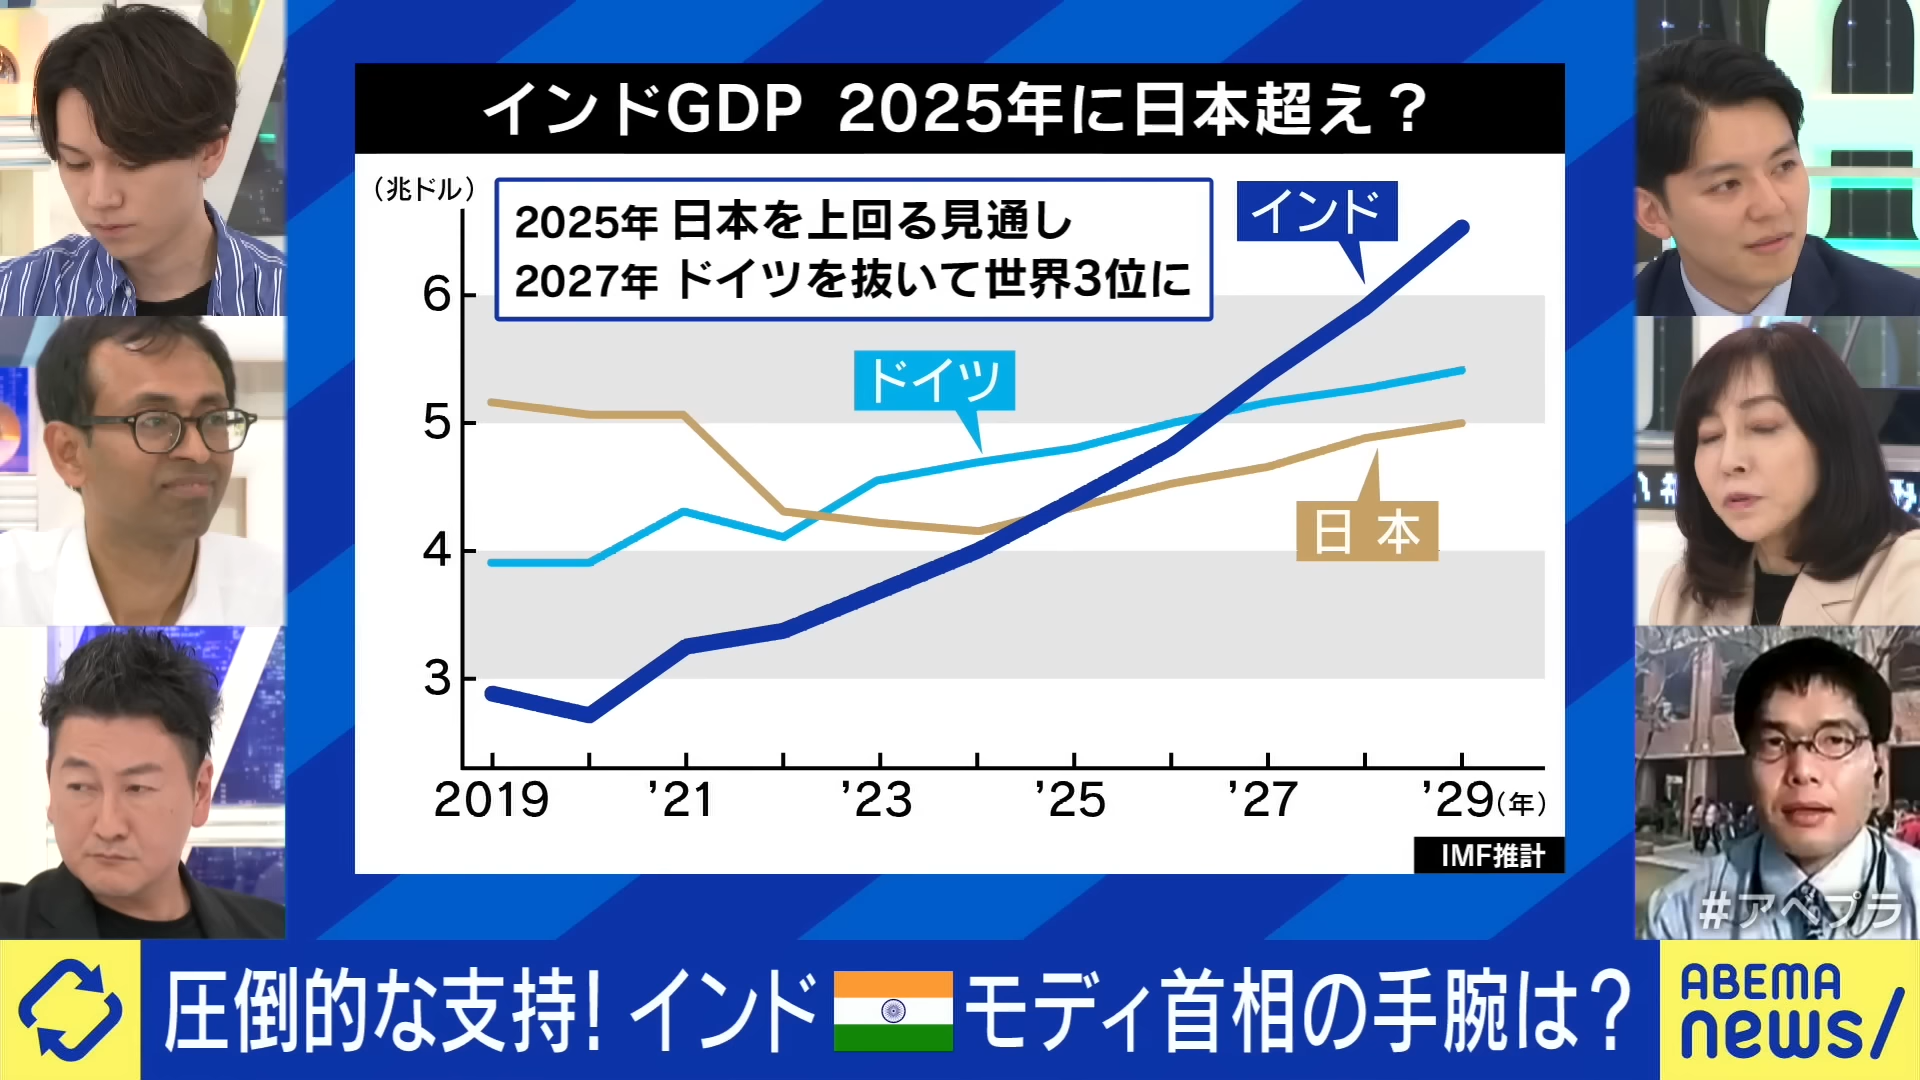 インドGDP 2025年に日本超え？
（兆ドル）
2025年 日本を上回る見通し
2027年 ドイツを抜いて世界3位に
インド
ドイツ
日本
6
5
4
3
2019 ’21 ’23 ’25 ’27 ’29（年）
IMF推計
#アベプラ
圧倒的な支持！インド モディ首相の手腕は？
ABEMA
news/